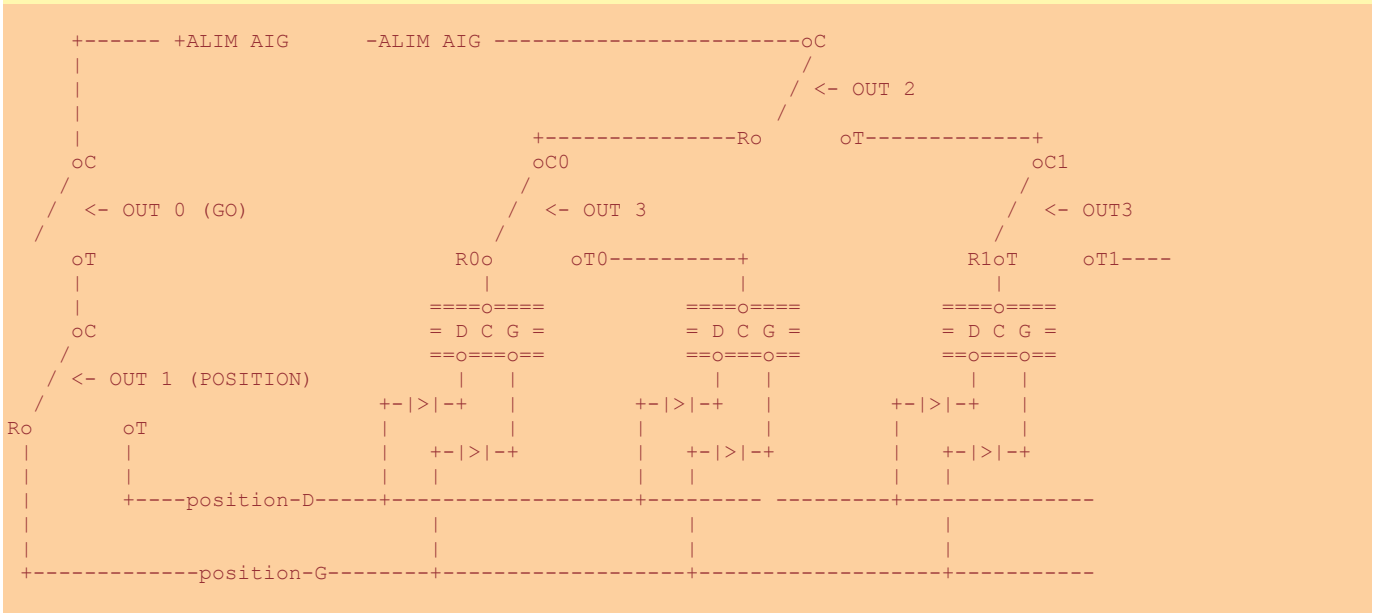 +------ +ALIM AIG      -ALIM AIG ------------------------oC
|                                                        /
|                                                       / <- OUT 2
|                                                      /
|                                   +---------------Ro      oT-------------+
oC                                  oC0                                    oC1
/                                   /                                      /
/  <- OUT 0 (GO)                    /  <- OUT 3                            /  <- OUT3
/                                   /                                      /
oT                            R0o      oT0----------+                 R1oT     oT1----
|                               |                   |                   |
|                           ====o====           ====o====           ====o====
oC                          = D C G =           = D C G =           = D C G =
/                           ==o===o==           ==o===o==           ==o===o==
/ <- OUT 1 (POSITION)         |   |               |   |               |   |
/                       +-|>|-+   |         +-|>|-+   |         +-|>|-+   |
Ro       oT             |         |         |         |         |         |
|        |              |   +-|>|-+         |   +-|>|-+         |   +-|>|-+
|        |              |   |               |   |               |   |
|        +----position-D-----+-------------------+--------- ---------+--------------
|                           |                   |                   |
|                           |                   |                   |
+-------------position-G--------+-------------------+-------------------+-----------